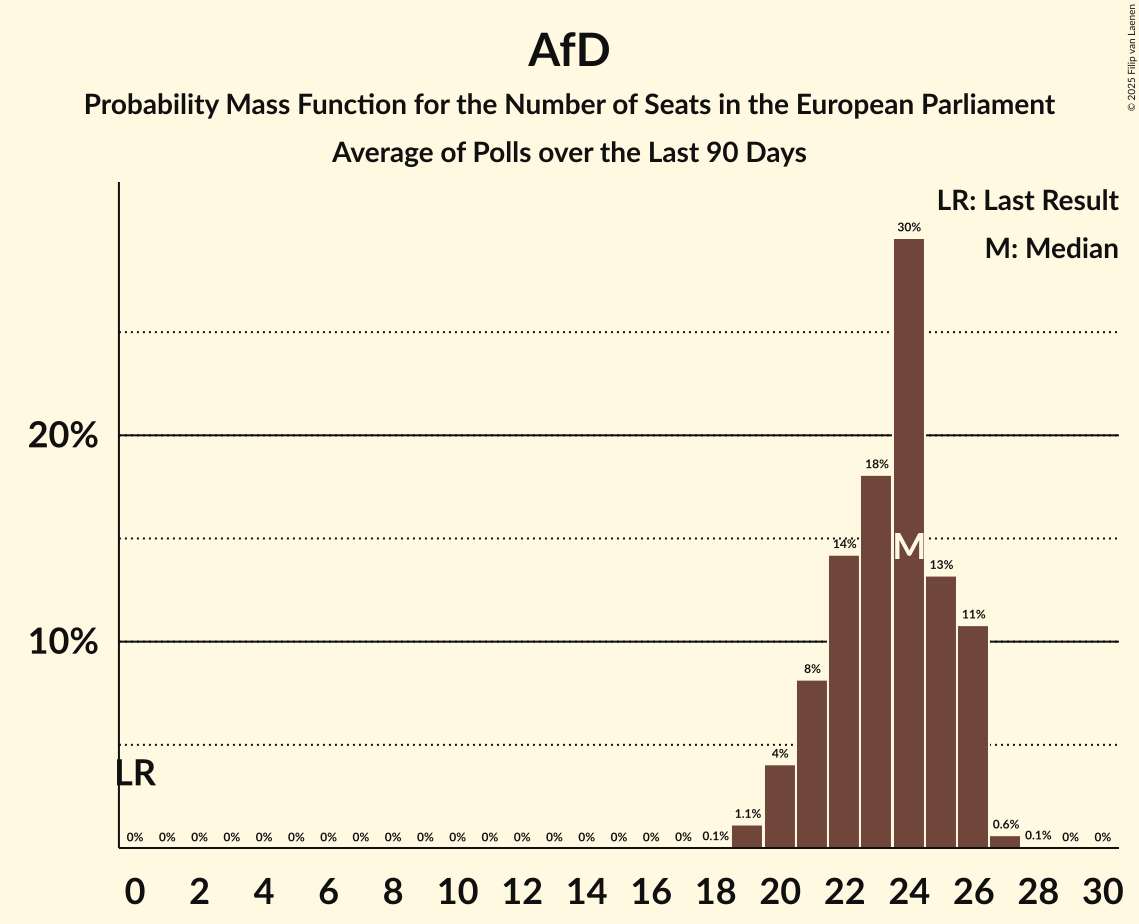 AfD
Probability Mass Function for the Number of Seats in the European Parliament
Average of Polls over the Last 90 Days
© 2025 Filip van Laenen
LR: Last Result
M: Median
20%
10%
LR
M
0% 0% 0% 0% 0% 0% 0% 0% 0% 0% 0% 0% 0% 0% 0% 0% 0% 0% 0.1% 1.1% 4% 8% 14% 18% 30% 13% 11% 0.6% 0.1% 0% 0%
0 2 4 6 8 10 12 14 16 18 20 22 24 26 28 30